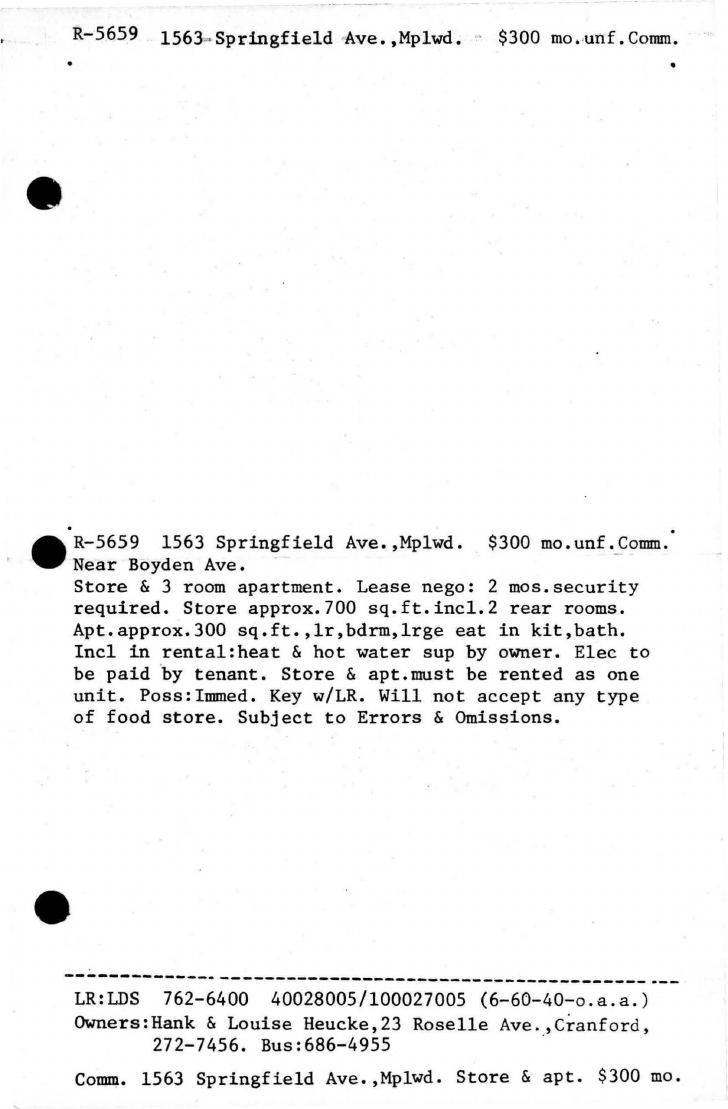 R-5659 1563 Springfield Ave.,Mplwd. $300 mo.unf.Comm.
R-5659 1563 Springfield Ave.,Mplwd. $300 mo.unf.Comm.
Near Boyden Ave.
Store & 3 room apartment. Lease nego: 2 mos.security
required. Store approx.700 sq.ft.incl.2 rear rooms.
Apt.approx.300 sq.ft.,lr,bdrm,lrge eat in kit,bath.
Incl in rental:heat & hot water sup by owner. Elec to
be paid by tenant. Store & apt.must be rented as one
unit. Poss:Immed. Key w/LR. Will not accept any type
of food store. Subject to Errors & Omissions.
LR:LDS 762-6400 40028005/100027005 (6-60-40-o.a.a.)
Owners:Hank & Louise Heucke,23 Roselle Ave.,Cranford,
272-7456. Bus:686-4955
Comm. 1563 Springfield Ave.,Mplwd. Store & apt. $300 mo.